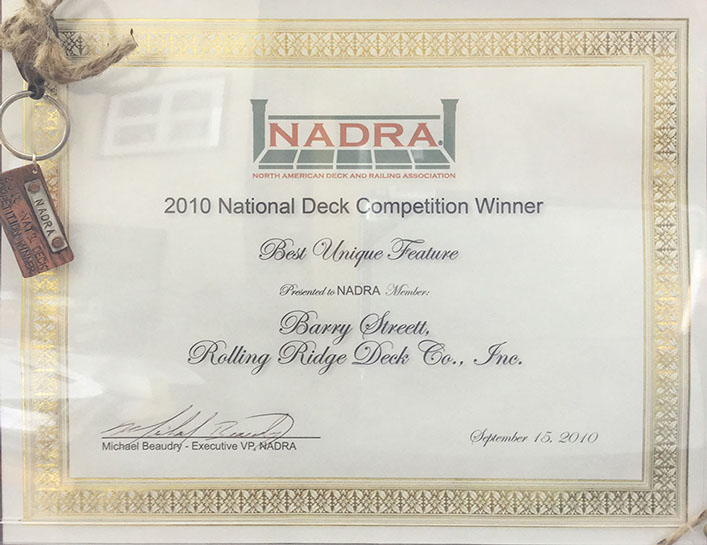 NADRA®
NORTH AMERICAN DECK AND RAILING ASSOCIATION
2010 National Deck Competition Winner
Best Unique Feature
Presented to NADRA Member:
Barry Streett,
Rolling Ridge Deck Co., Inc.
Michael Beaudry - Executive VP, NADRA
September 15, 2010
NADRA
WINNER